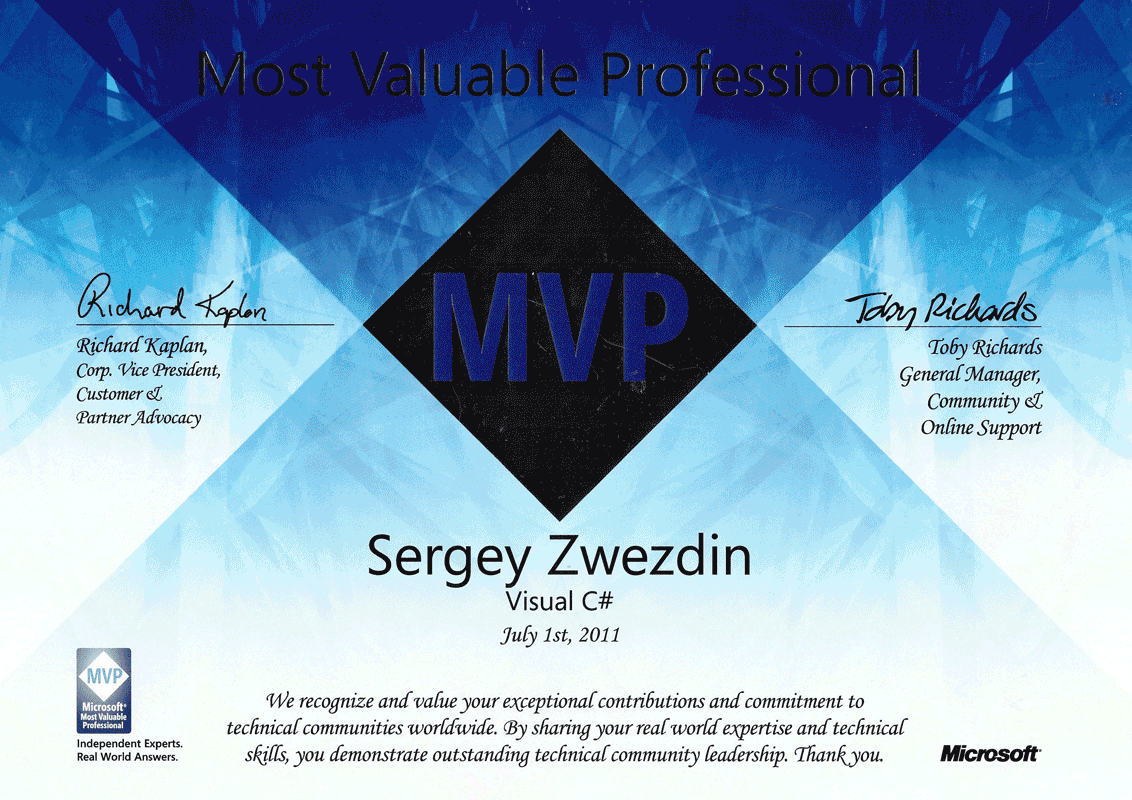 Most Valuable Professional
MVP
Richard Kaplan
Richard Kaplan,
Corp. Vice President,
Customer &
Partner Advocacy
Toby Richards
Toby Richards
General Manager,
Community &
Online Support
Sergey Zwezdin
Visual C#
July 1st, 2011
We recognize and value your exceptional contributions and commitment to
technical communities worldwide. By sharing your real world expertise and technical
skills, you demonstrate outstanding technical community leadership. Thank you.
MVP
Microsoft®
Most Valuable
Professional
Independent Experts.
Real World Answers.
Microsoft®